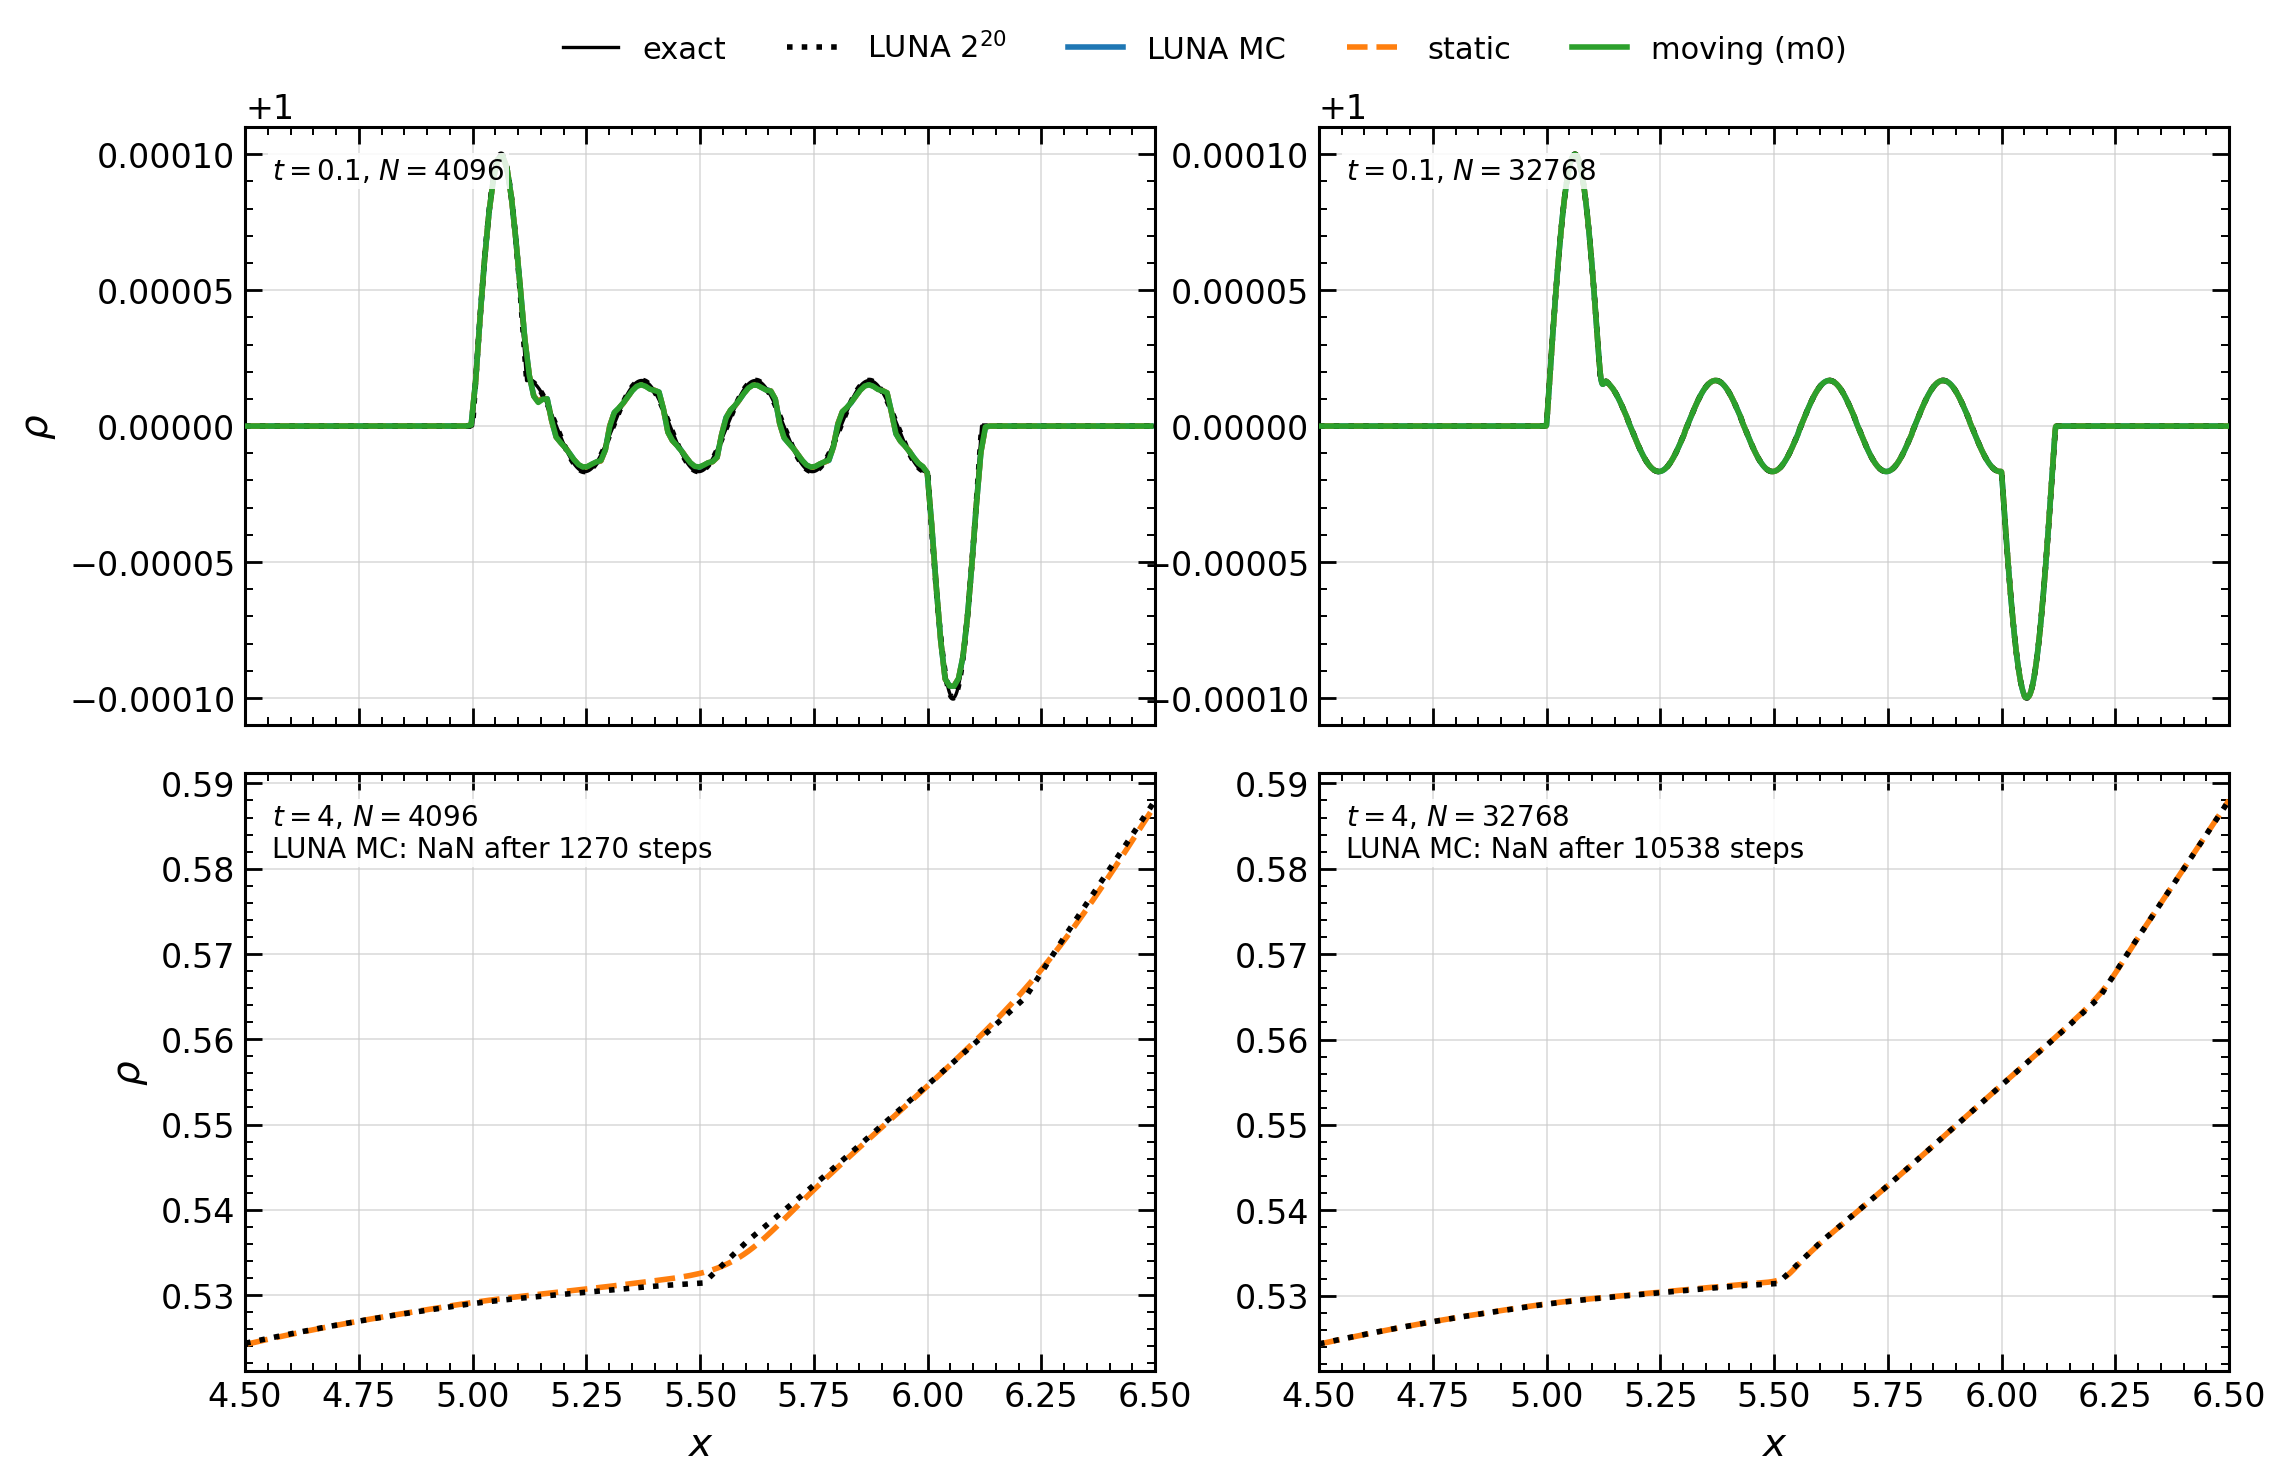 exact LUNA 2^20 LUNA MC static moving (m0)
+1
t = 0.1, N = 4096
0.00010
0.00005
0.00000
−0.00005
−0.00010
ρ
+1
t = 0.1, N = 32768
0.00010
0.00005
0.00000
−0.00005
−0.00010
t = 4, N = 4096
LUNA MC: NaN after 1270 steps
0.59
0.58
0.57
0.56
0.55
0.54
0.53
ρ
4.50 4.75 5.00 5.25 5.50 5.75 6.00 6.25 6.50
x
t = 4, N = 32768
LUNA MC: NaN after 10538 steps
0.59
0.58
0.57
0.56
0.55
0.54
0.53
4.50 4.75 5.00 5.25 5.50 5.75 6.00 6.25 6.50
x